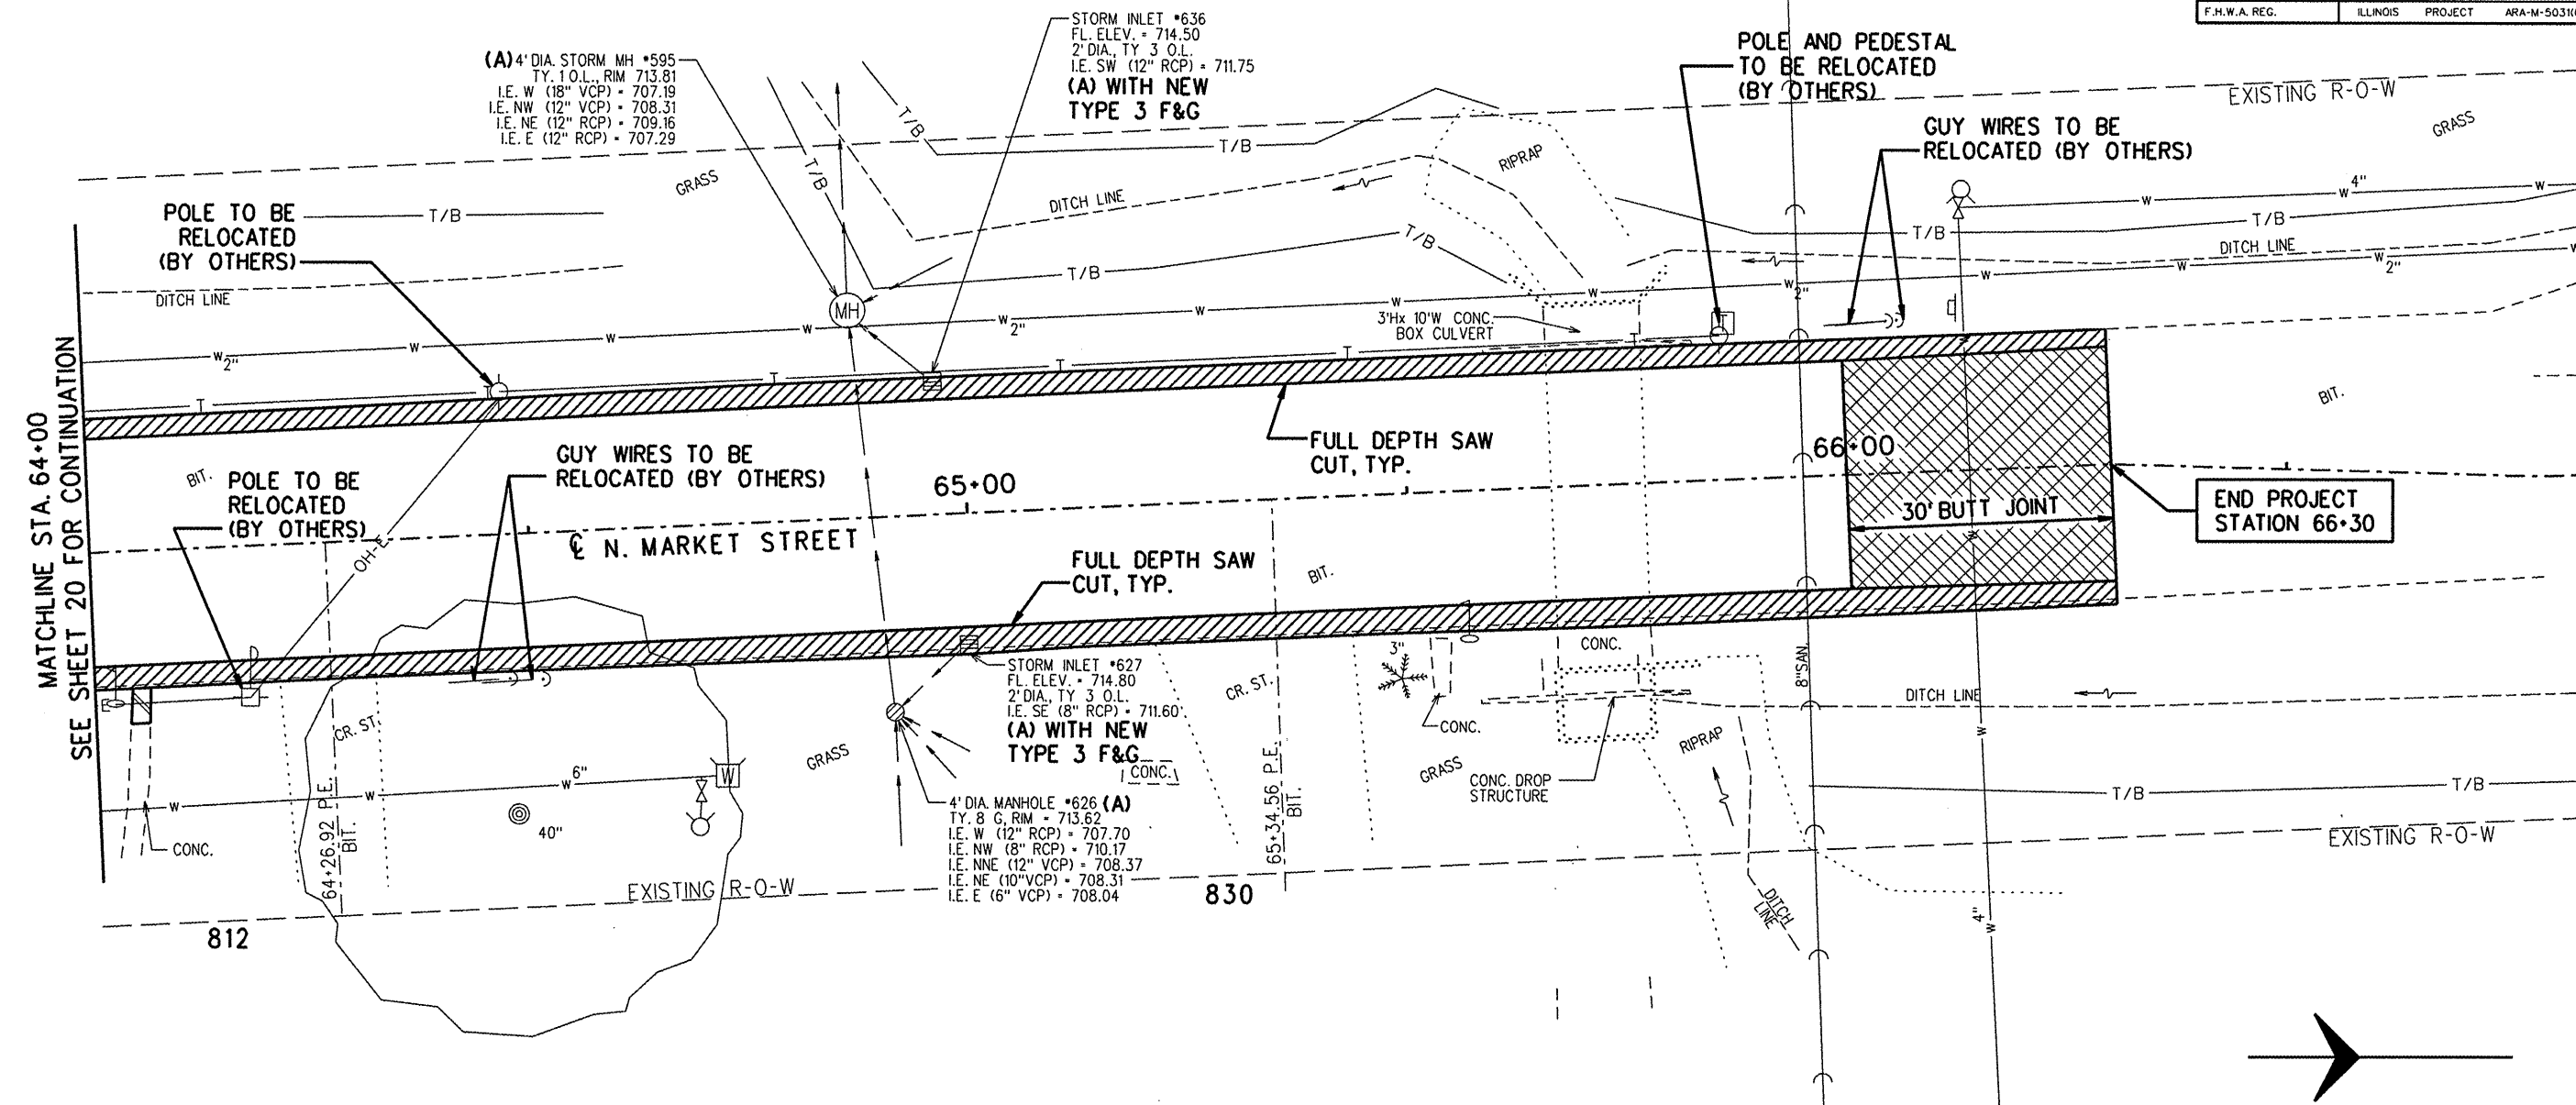 F.H.W.A. REG. ILLINOIS PROJECT
STORM INLET *636
FL. ELEV. = 714.50
2' DIA., TY 3 O.L.
I.E. SW (12" RCP) = 711.75
(A) WITH NEW
TYPE 3 F&G
(A) 4' DIA. STORM MH *595
TY. 1 O.L., RIM 713.81
I.E. W (18" VCP) = 707.19
I.E. NW (12" VCP) = 708.31
I.E. NE (12" RCP) = 709.16
I.E. E (12" RCP) = 707.29
POLE AND PEDESTAL
TO BE RELOCATED
(BY OTHERS)
EXISTING R-O-W
GUY WIRES TO BE
RELOCATED (BY OTHERS)
GRASS
T/B
T/B
T/B
RIPRAP
GRASS
DITCH LINE
POLE TO BE
RELOCATED
(BY OTHERS)
T/B
T/B
T/B
W
4"
W
W
T/B
T/B
DITCH LINE
DITCH LINE
MH
W
2"
W
W
W
W
2"
W
W
W
W
2"
W
W
W
2"
W
3'Hx 10'W CONC.
BOX CULVERT
T
T
T
T
T
T
T
BIT.
MATCHLINE STA. 64+00
SEE SHEET 20 FOR CONTINUATION
BIT.
POLE TO BE
RELOCATED
(BY OTHERS)
GUY WIRES TO BE
RELOCATED (BY OTHERS)
65+00
FULL DEPTH SAW
CUT, TYP.
66+00
30' BUTT JOINT
END PROJECT
STATION 66+30
OH-E
℄ N. MARKET STREET
FULL DEPTH SAW
CUT, TYP.
BIT.
W
E
STORM INLET *627
FL. ELEV. = 714.80
2' DIA., TY 3 O.L.
I.E. SE (8" RCP) = 711.60
(A) WITH NEW
TYPE 3 F&G
CONC.
CR. ST.
CR. ST.
3"
CONC.
CONC.
8"SAN.
DITCH LINE
GRASS
GRASS
RIPRAP
CONC. DROP
STRUCTURE
W
W
W
6"
W
40"
CONC.
64+26.92 P.E.
BIT.
65+34.56 P.E.
BIT.
4' DIA. MANHOLE *626 (A)
TY. 8 G, RIM = 713.62
I.E. W (12" RCP) = 707.70
I.E. NW (8" RCP) = 710.17
I.E. NNE (12" VCP) = 708.37
I.E. NE (10"VCP) = 708.31
I.E. E (6" VCP) = 708.04
T/B
T/B
EXISTING R-O-W
EXISTING R-O-W
DITCH
LINE
W
4"
W
812
830